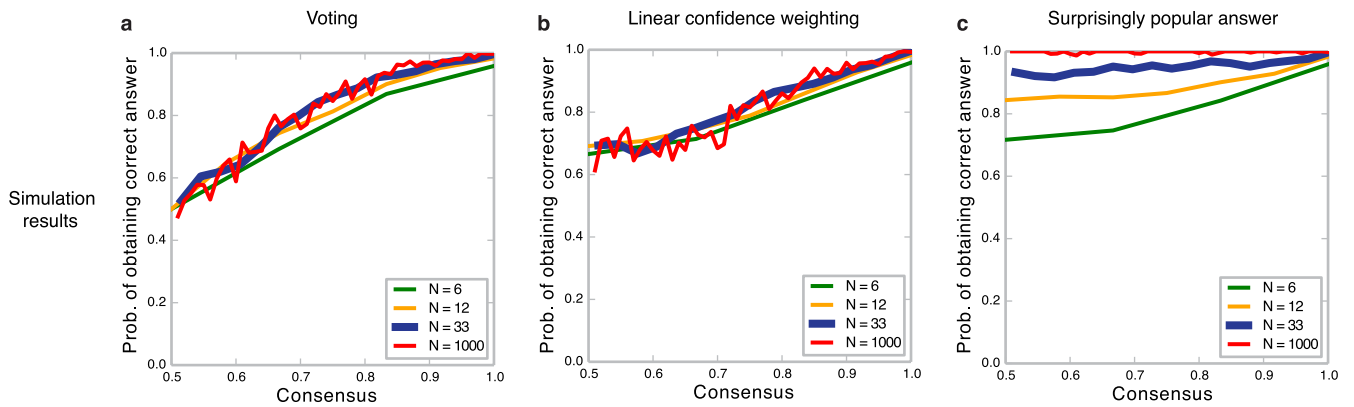 a
Voting
Prob. of obtaining correct answer
1.0
0.8
0.6
0.4
0.2
0.0
0.5
0.6
0.7
0.8
0.9
1.0
Consensus
N = 6
N = 12
N = 33
N = 1000
b
Linear confidence weighting
Prob. of obtaining correct answer
1.0
0.8
0.6
0.4
0.2
0.0
0.5
0.6
0.7
0.8
0.9
1.0
Consensus
N = 6
N = 12
N = 33
N = 1000
c
Surprisingly popular answer
Prob. of obtaining correct answer
1.0
0.8
0.6
0.4
0.2
0.0
0.5
0.6
0.7
0.8
0.9
1.0
Consensus
N = 6
N = 12
N = 33
N = 1000
Simulation
results